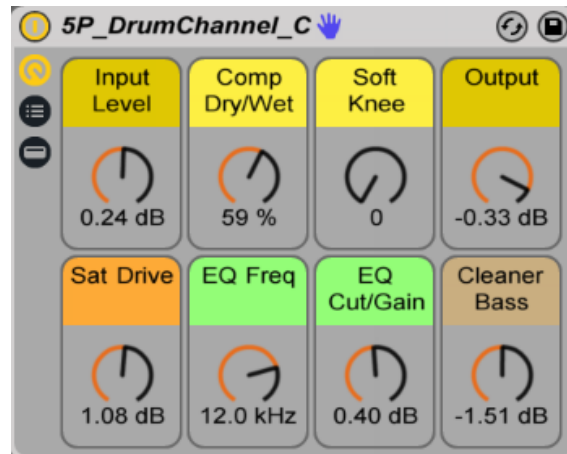 5P_DrumChannel_C
Input Comp Soft Output
Level Dry/Wet Knee
0.24 dB 59 % 0 -0.33 dB
Sat Drive EQ Freq EQ Cleaner
Cut/Gain Bass
1.08 dB 12.0 kHz 0.40 dB -1.51 dB